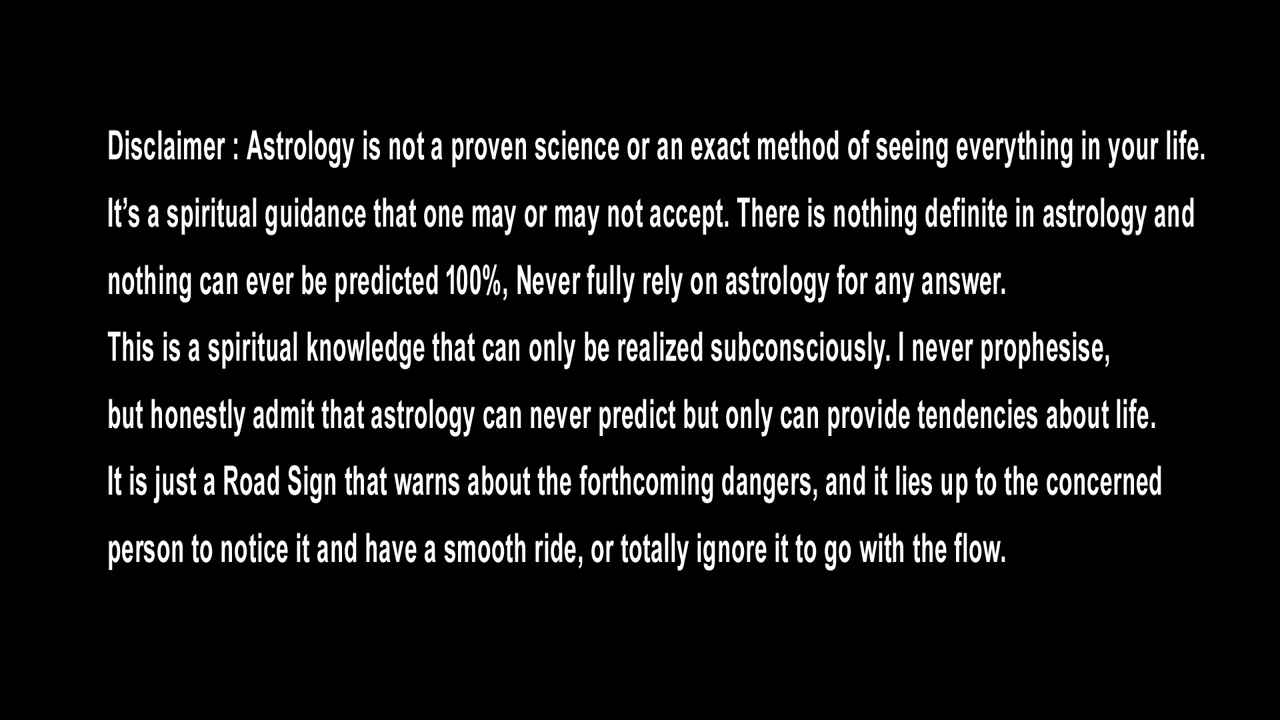 Disclaimer : Astrology is not a proven science or an exact method of seeing everything in your life.
It’s a spiritual guidance that one may or may not accept. There is nothing definite in astrology and
nothing can ever be predicted 100%, Never fully rely on astrology for any answer.
This is a spiritual knowledge that can only be realized subconsciously. I never prophesise,
but honestly admit that astrology can never predict but only can provide tendencies about life.
It is just a Road Sign that warns about the forthcoming dangers, and it lies up to the concerned
person to notice it and have a smooth ride, or totally ignore it to go with the flow.